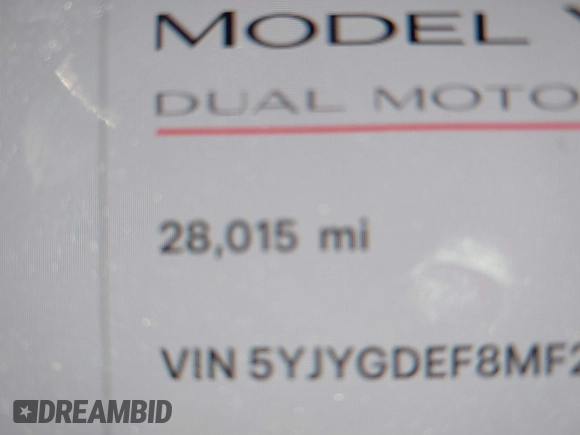 MODEL Y
DUAL MOTO
28,015 mi
VIN 5YJYGDEF8MF2
DREAMBID